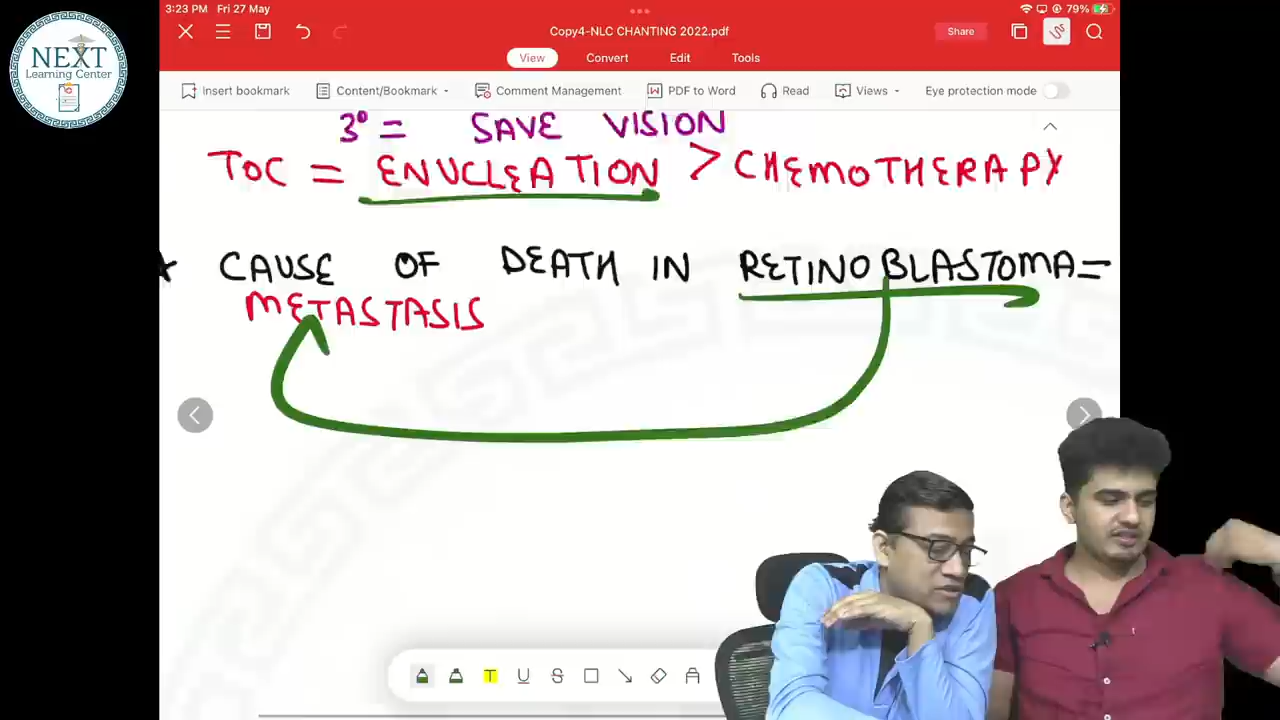 3:23 PM Fri 27 May
79%
NEXT
Learning Center
Copy4-NLC CHANTING 2022.pdf
Share
View Convert Edit Tools
Insert bookmark Content/Bookmark Comment Management PDF to Word Read Views Eye protection mode
3° = SAVE VISION
TOC = ENUCLEATION > CHEMOTHERAPY
CAUSE OF DEATH IN RETINOBLASTOMA =
METASTASIS